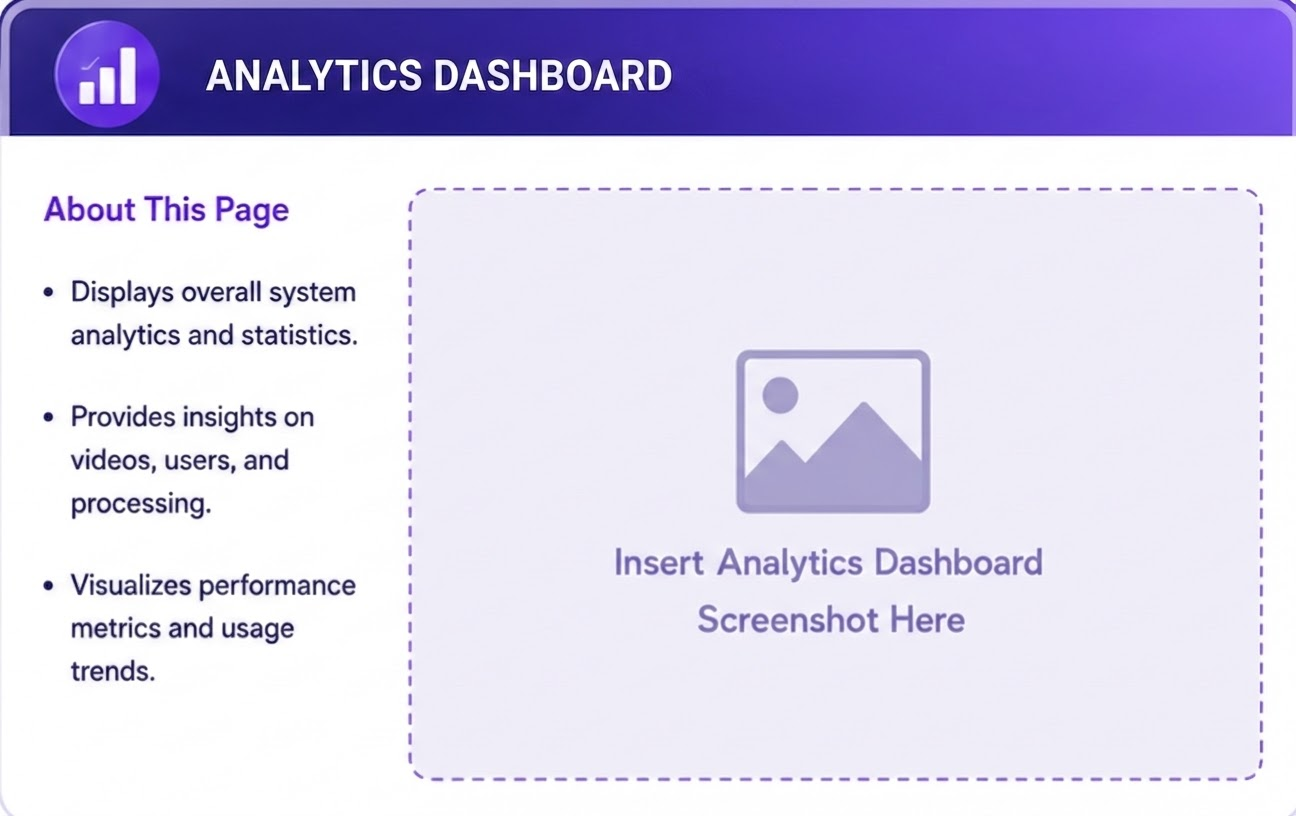 ANALYTICS DASHBOARD
About This Page
• Displays overall system
analytics and statistics.
• Provides insights on
videos, users, and
processing.
• Visualizes performance
metrics and usage
trends.
Insert Analytics Dashboard
Screenshot Here